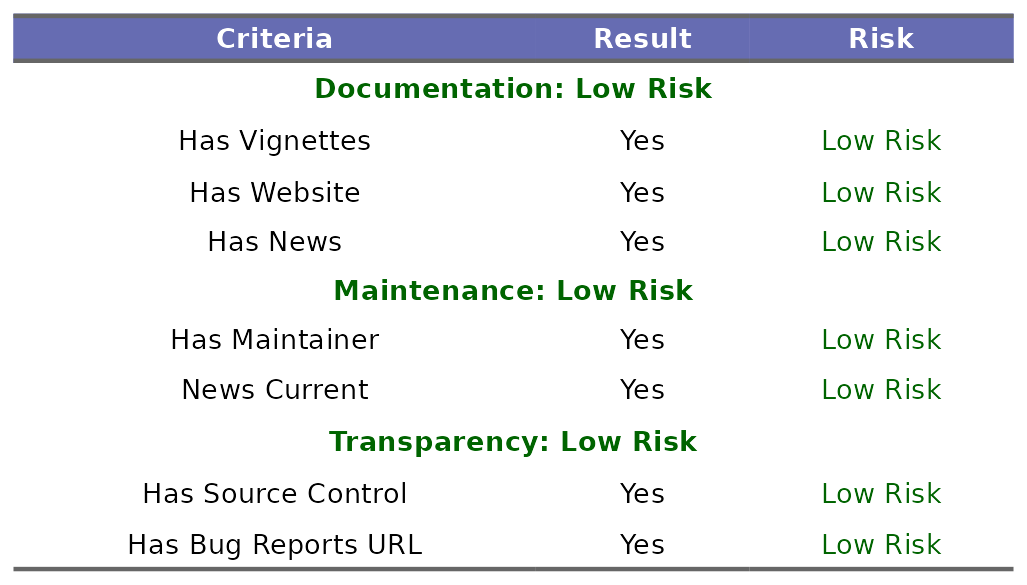 Criteria Result Risk
Documentation: Low Risk
Has Vignettes Yes Low Risk
Has Website Yes Low Risk
Has News Yes Low Risk
Maintenance: Low Risk
Has Maintainer Yes Low Risk
News Current Yes Low Risk
Transparency: Low Risk
Has Source Control Yes Low Risk
Has Bug Reports URL Yes Low Risk